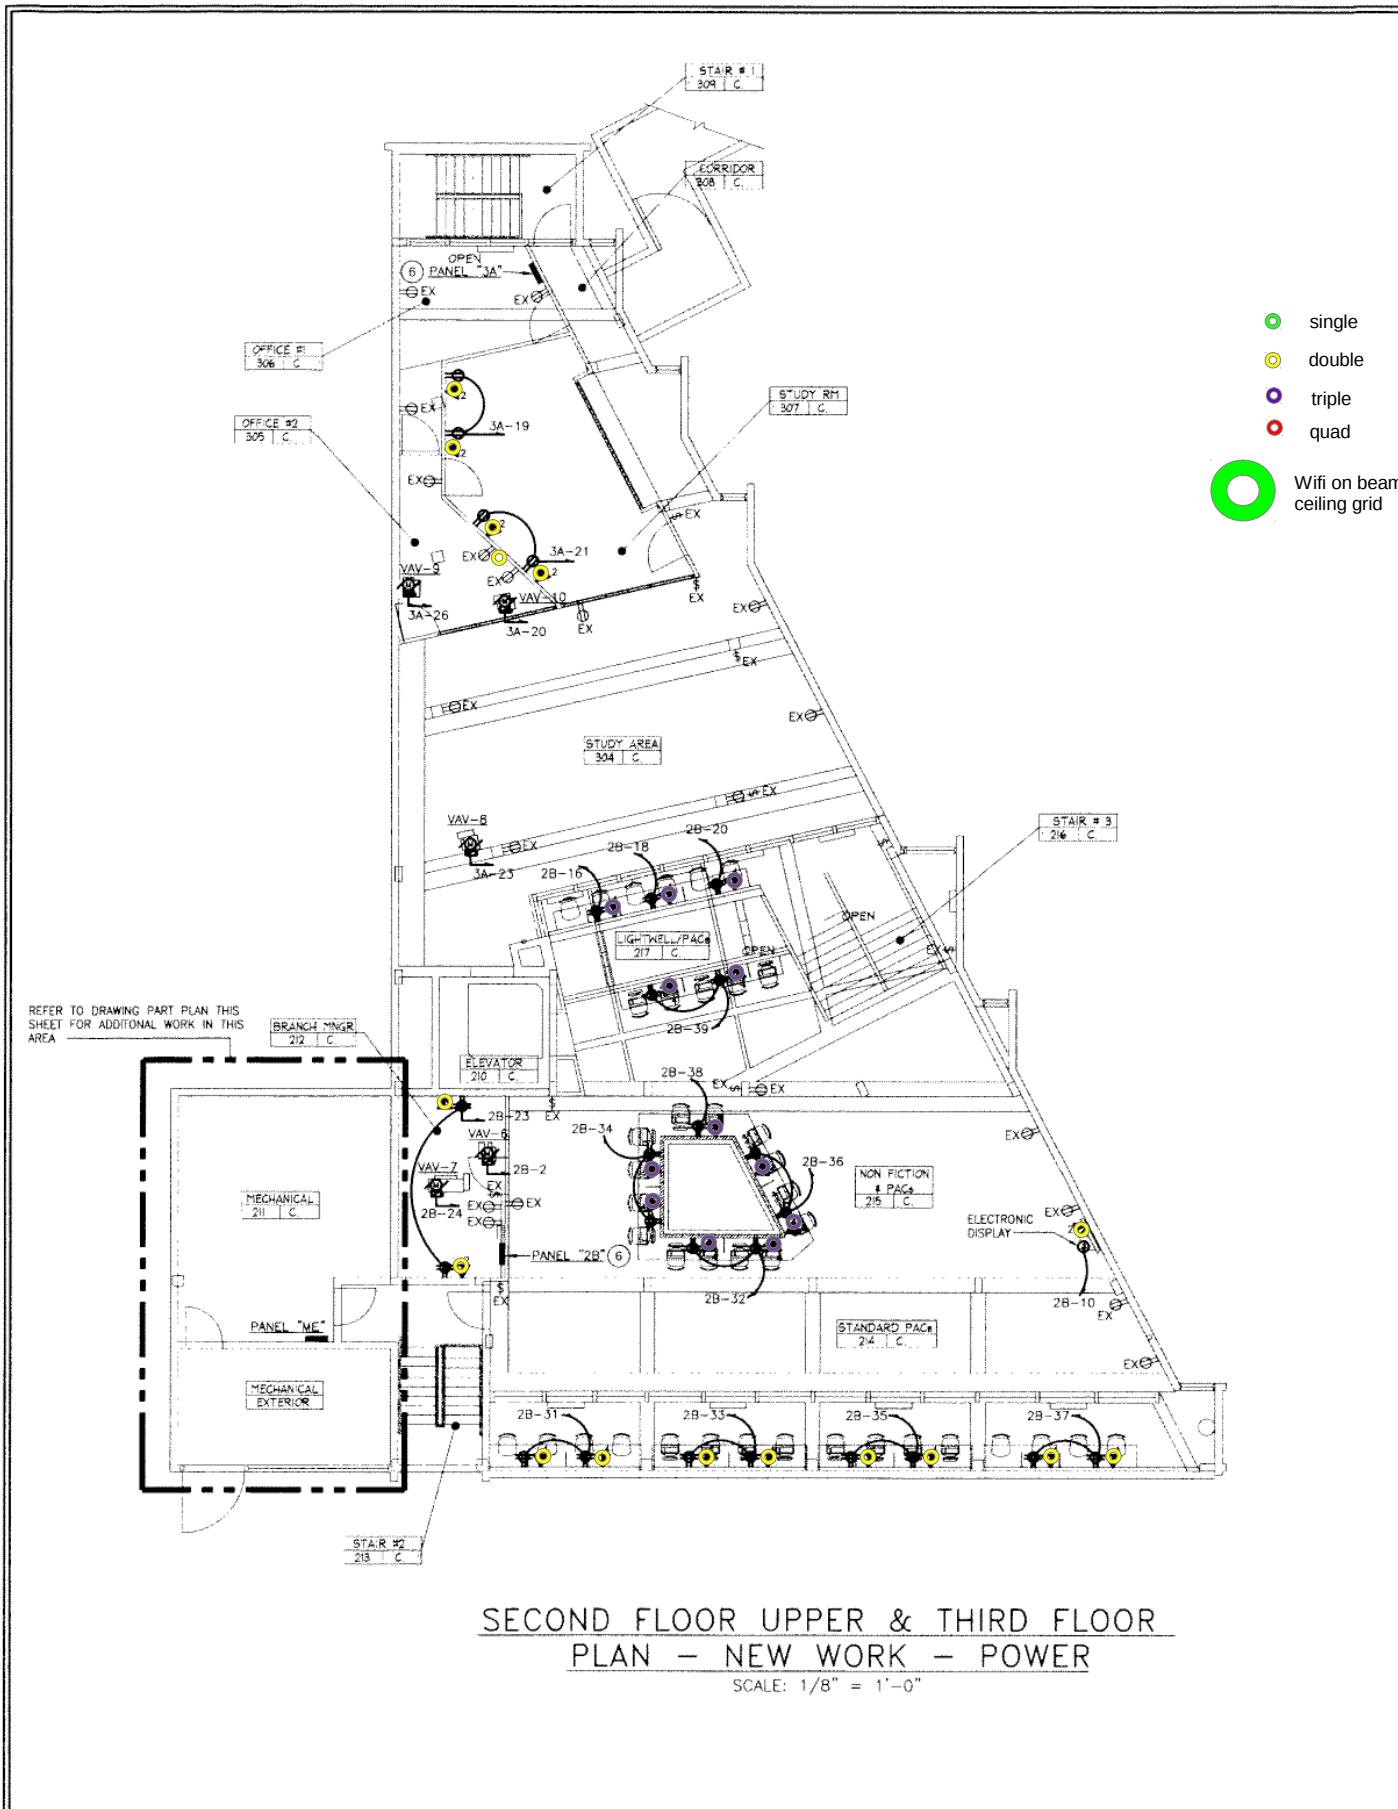 STAIR # 1
309 C.
CORRIDOR
308 C.
OPEN
6 PANEL "3A"
EX
EX
OFFICE #1
306 C
single
double
triple
quad
Wifi on beam
ceiling grid
STUDY RM
307 C.
OFFICE #2
305 C.
EX
2
3A-19
2
EX
EX
2
EX
3A-21
EX
2
VAV-9
VAV-10
3A-26
3A-20
EX
EX
EX
EX
EX
EX
STUDY AREA
304 C.
EX
VAV-8
EX
3A-23
2B-20
2B-18
2B-16
STAIR # 3
216 C.
OPEN
LIGHTWELL/PACs
217 C.
OPEN
EX
2B-39
REFER TO DRAWING PART PLAN THIS
SHEET FOR ADDITONAL WORK IN THIS
AREA
BRANCH MNGR
212 C.
ELEVATOR
210 C.
2B-38
EX
EX
EX
2B-23
2B-34
EX
VAV-6
2B-36
2B-2
VAV-7
NON FICTION
& PACs
215 C.
MECHANICAL
211 C.
EX
EX
EX
EX
2B-24
EX
ELECTRONIC
DISPLAY
PANEL "2B" 6
EX
2B-32
2B-10
EX
PANEL "ME"
STANDARD PACs
214 C.
EX
MECHANICAL
EXTERIOR
2B-31
2B-33
2B-35
2B-37
STAIR #2
213 C.
SECOND FLOOR UPPER & THIRD FLOOR
PLAN - NEW WORK - POWER
SCALE: 1/8" = 1'-0"